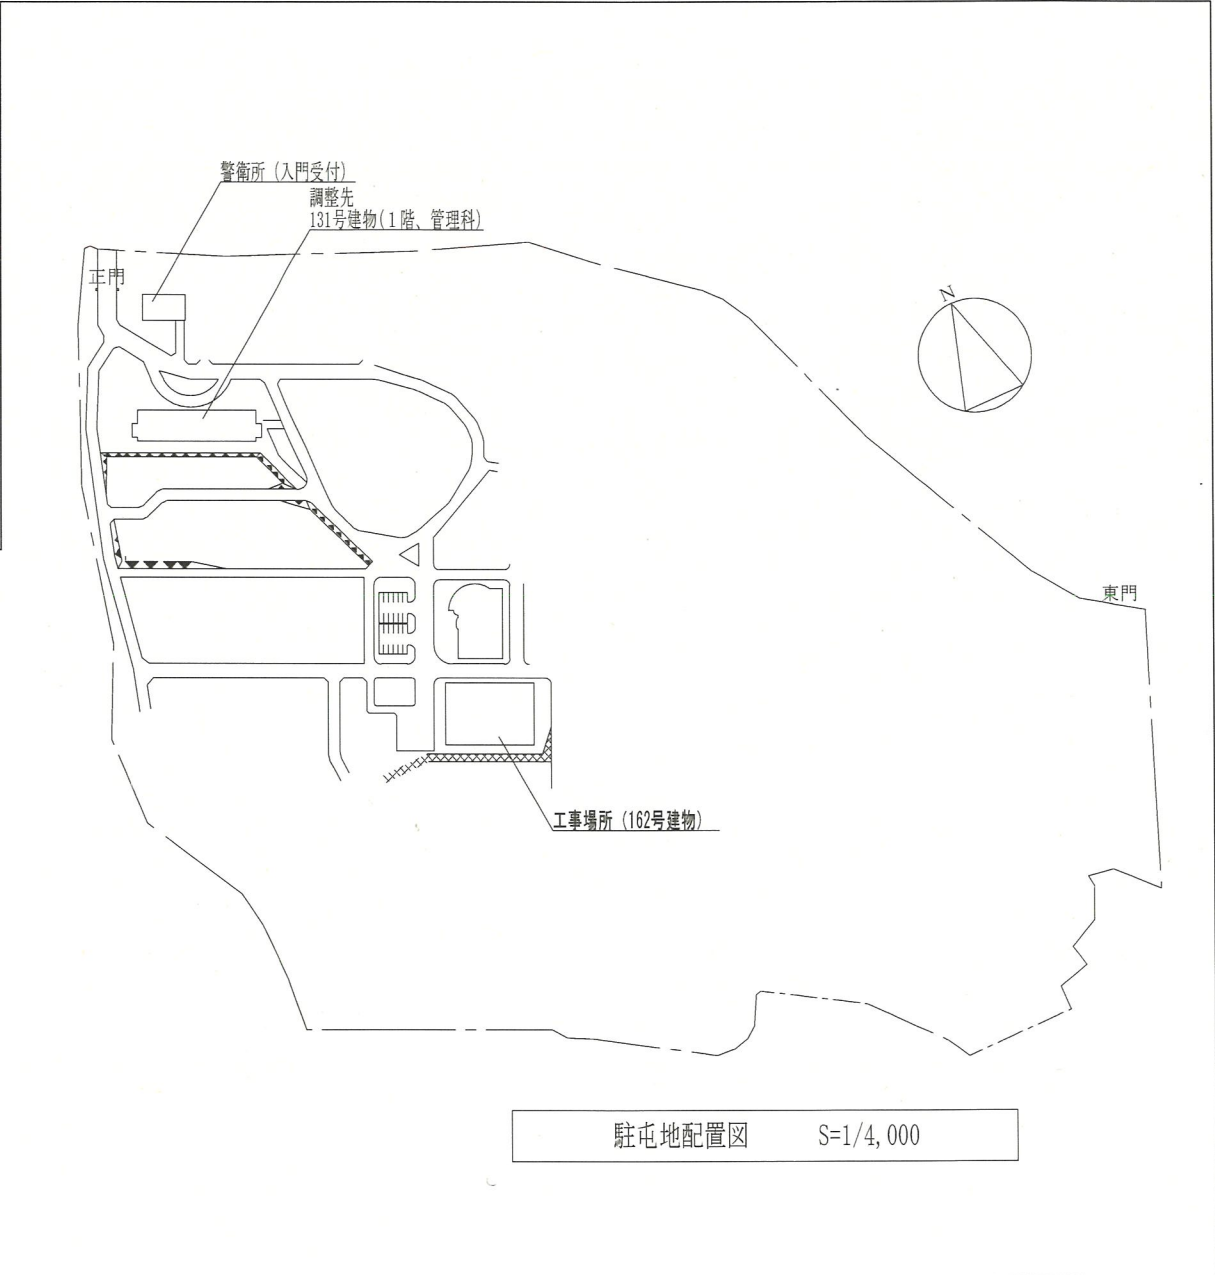 警衛所（入門受付）
調整先
131号建物(１階、管理科)
正門
N
東門
工事場所（162号建物）
駐屯地配置図　S=1/4,000